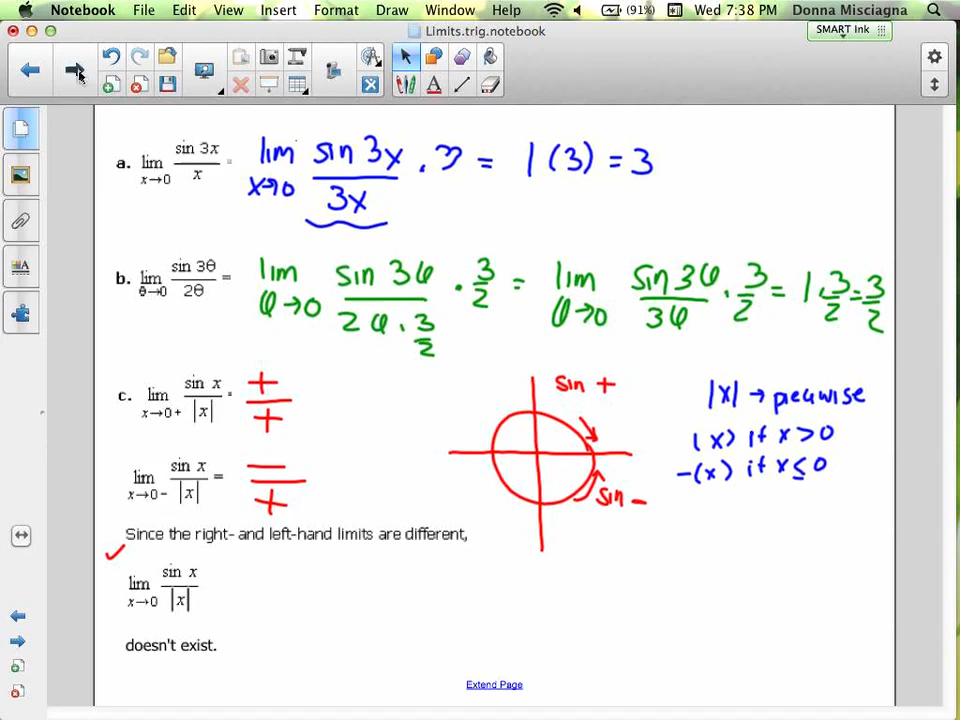 Notebook File Edit View Insert Format Draw Window Help (91%) Wed 7:38 PM Donna Misciagna
Limits.trig.notebook
SMART Ink
a. lim x→0 sin 3x / x = lim x→0 sin 3x / 3x · 3 = 1 (3) = 3
b. lim θ→0 sin 3θ / 2θ = lim θ→0 sin 3θ / 2θ · 3/2 · 3/2 = lim θ→0 sin 3θ / 3θ · 3/2 = 1 · 3/2 = 3/2
c. lim x→0+ sin x / |x| = + / +
sin +
|x| → piecewise
(x) if x > 0
-(x) if x ≤ 0
lim x→0- sin x / |x| = - / +
sin -
Since the right- and left-hand limits are different,
lim x→0 sin x / |x|
doesn't exist.
Extend Page